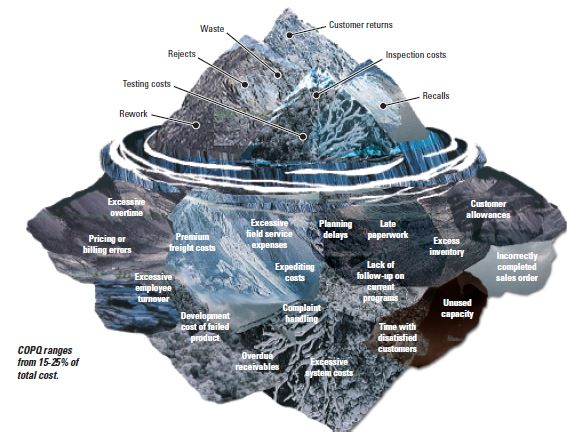 Customer returns
Waste
Rejects
Inspection costs
Testing costs
Recalls
Rework
Excessive
overtime
Customer
allowances
Pricing or
billing errors
Premium
freight costs
Excessive
field service
expenses
Planning
delays
Late
paperwork
Excess
inventory
Incorrectly
completed
sales order
Excessive
employee
turnover
Expediting
costs
Lack of
follow-up on
current
programs
Unused
capacity
Development
cost of failed
product
Complaint
handling
Time with
disatisfied
customers
Overdue
receivables
Excessive
system costs
COPQ ranges
from 15-25% of
total cost.